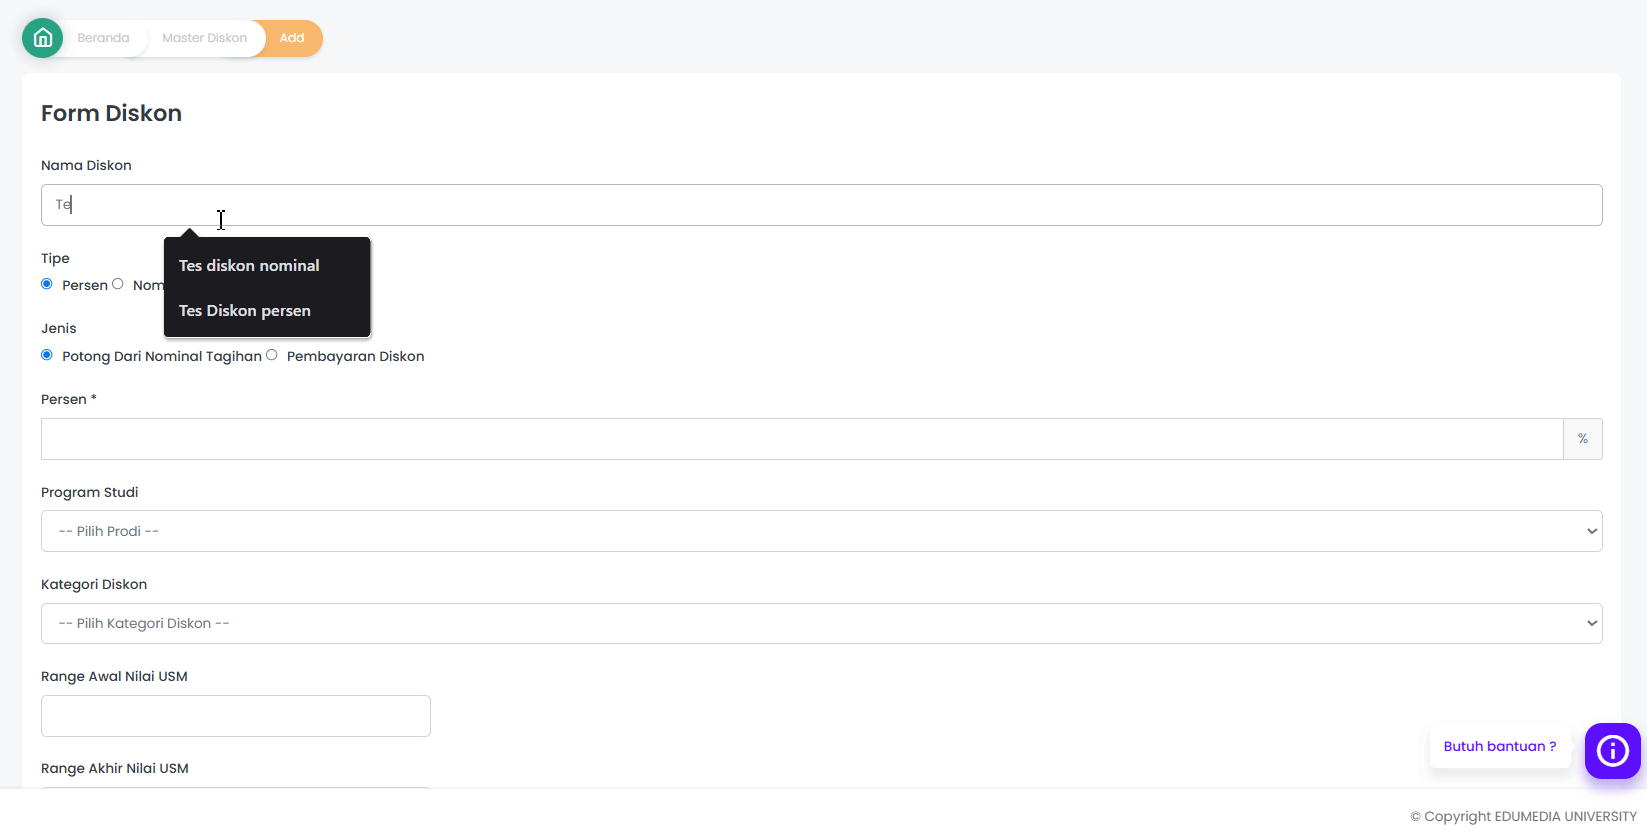 Beranda Master Diskon Add
Form Diskon
Nama Diskon
Te
Tes diskon nominal
Tes Diskon persen
Tipe
Persen Nom
Jenis
Potong Dari Nominal Tagihan Pembayaran Diskon
Persen *
%
Program Studi
-- Pilih Prodi --
Kategori Diskon
-- Pilih Kategori Diskon --
Range Awal Nilai USM
Butuh bantuan ?
Range Akhir Nilai USM
© Copyright EDUMEDIA UNIVERSITY